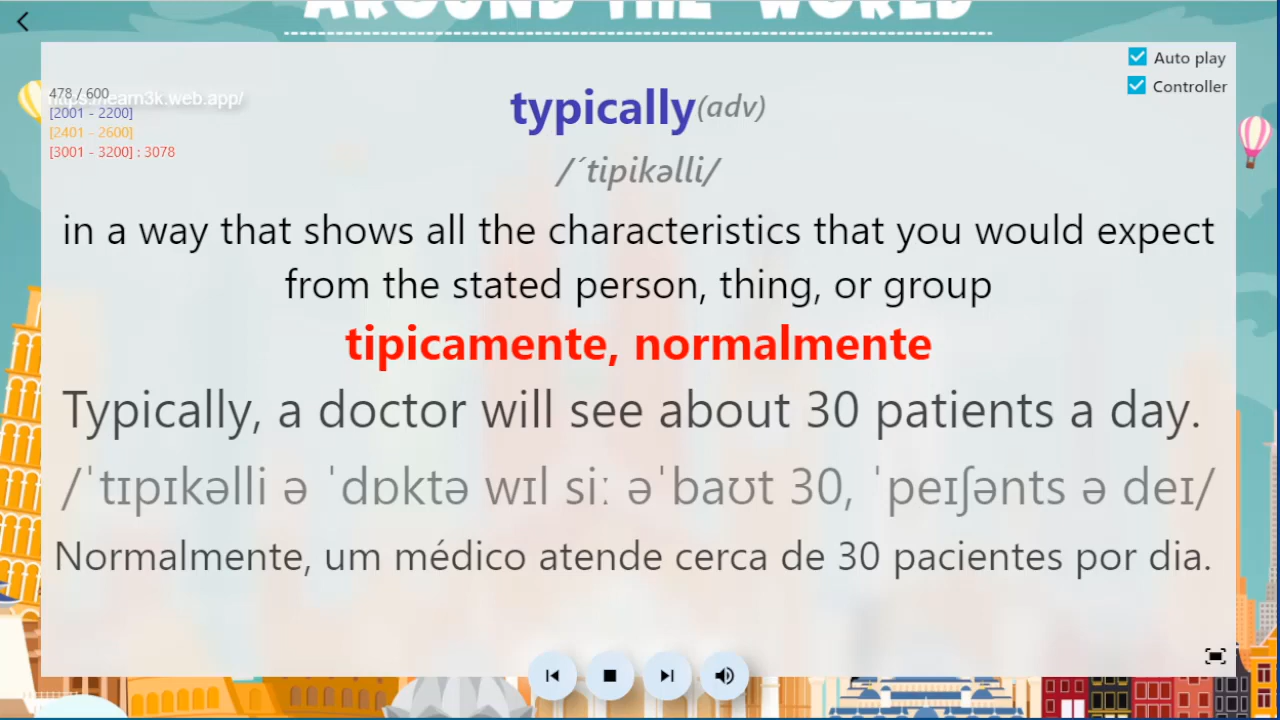 AROUND THE WORLD
Auto play
Controller
478 / 600
https://learn3k.web.app/
[2001 - 2200]
[2401 - 2600]
[3001 - 3200] : 3078
typically(adv)
/ˊtipikəlli/
in a way that shows all the characteristics that you would expect
from the stated person, thing, or group
tipicamente, normalmente
Typically, a doctor will see about 30 patients a day.
/ˈtɪpɪkəlli ə ˈdɒktə wɪl siː əˈbaʊt 30, ˈpeɪʃənts ə deɪ/
Normalmente, um médico atende cerca de 30 pacientes por dia.